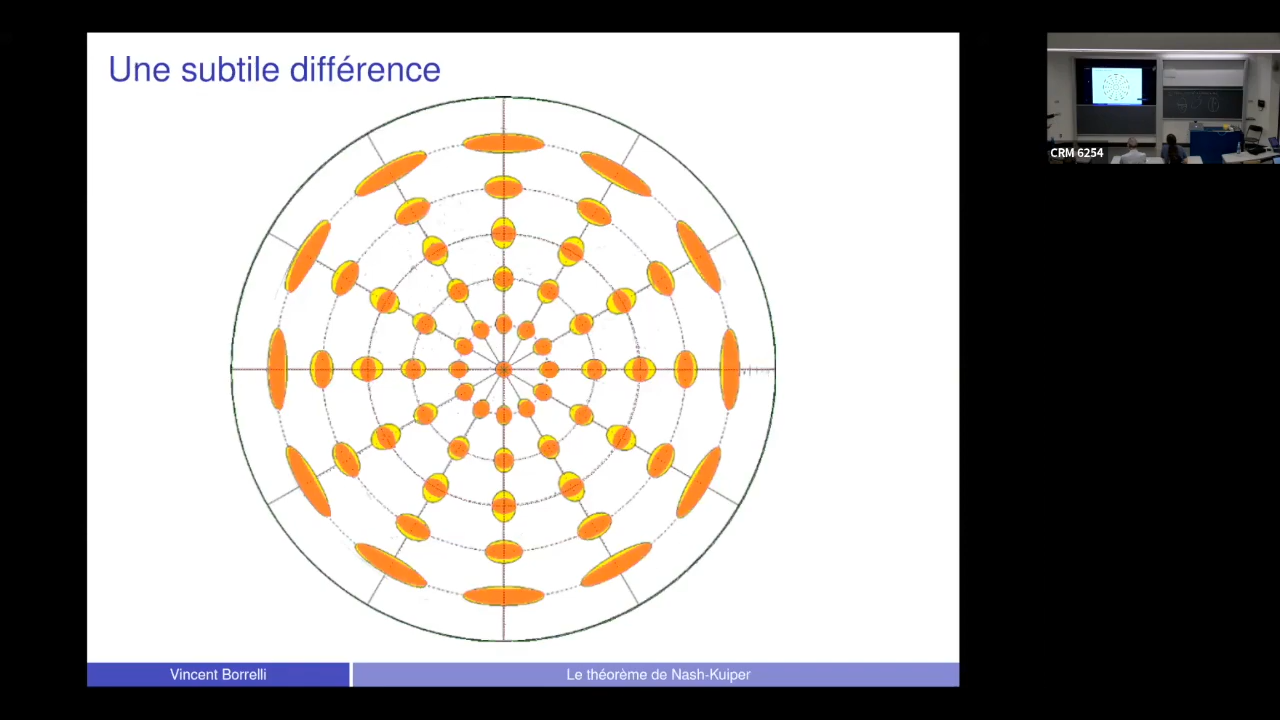 Une subtile différence
CRM 6254
Vincent Borrelli
Le théorème de Nash-Kuiper